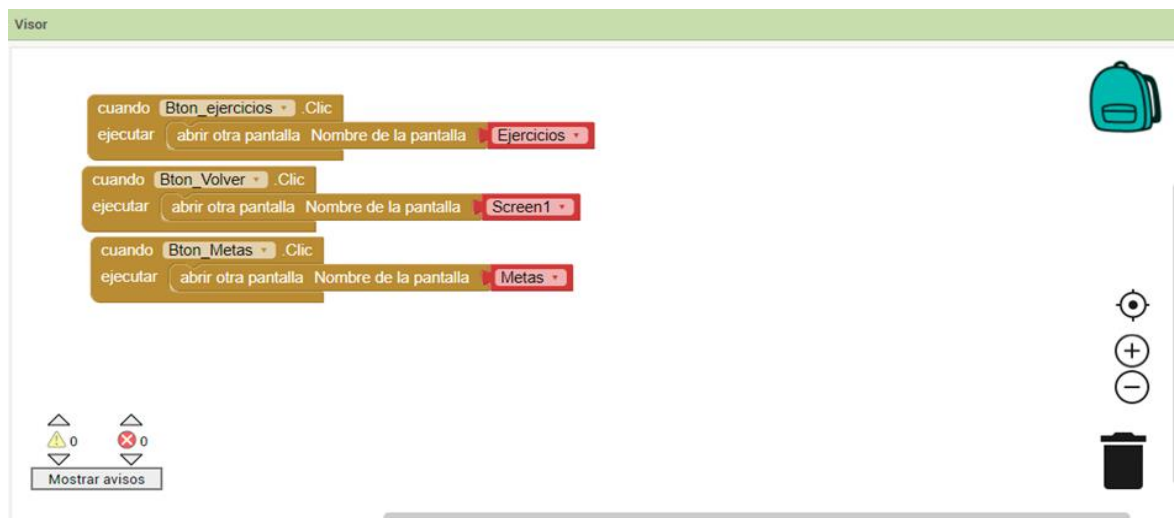 Visor
cuando Bton_ejercicios .Clic
ejecutar abrir otra pantalla Nombre de la pantalla Ejercicios
cuando Bton_Volver .Clic
ejecutar abrir otra pantalla Nombre de la pantalla Screen1
cuando Bton_Metas .Clic
ejecutar abrir otra pantalla Nombre de la pantalla Metas
0 0
Mostrar avisos